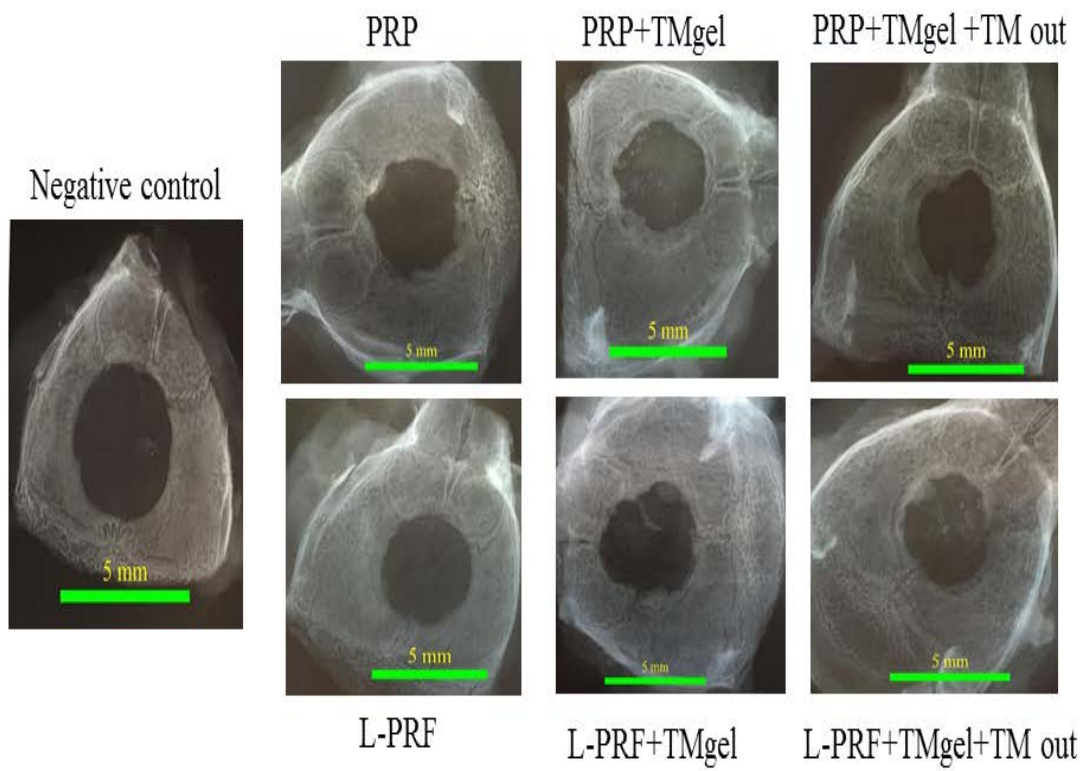 PRP
PRP+TMgel
PRP+TMgel +TM out
Negative control
5 mm
5 mm
5 mm
5 mm
5 mm
5 mm
5 mm
L-PRF
L-PRF+TMgel
L-PRF+TMgel+TM out